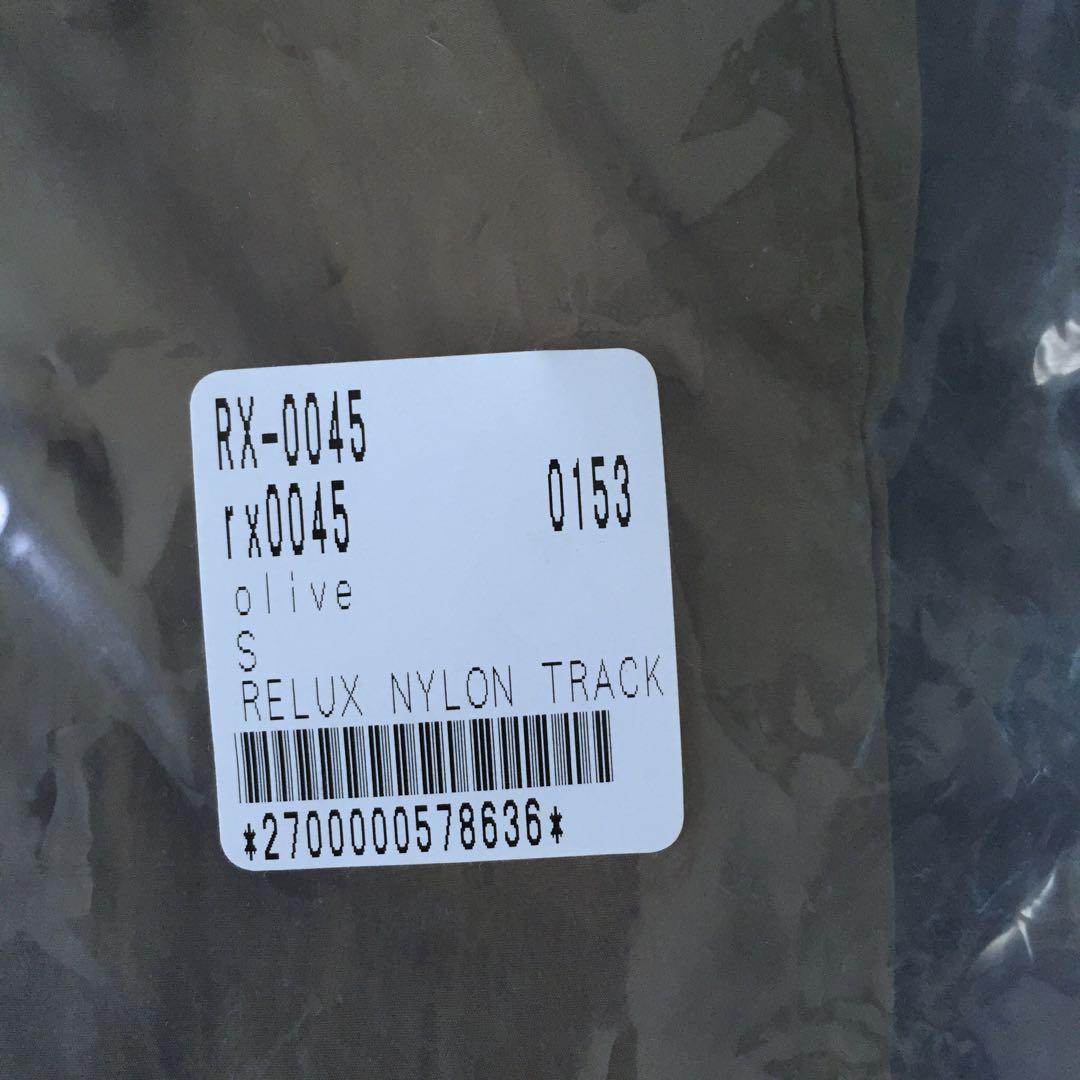 RX-0045
rx0045 0153
olive
S
RELUX NYLON TRACK
*2700000578636*